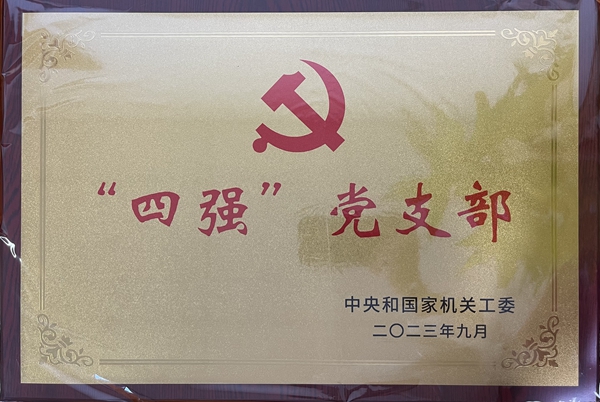 “四强”党支部
中央和国家机关工委
二〇二三年九月